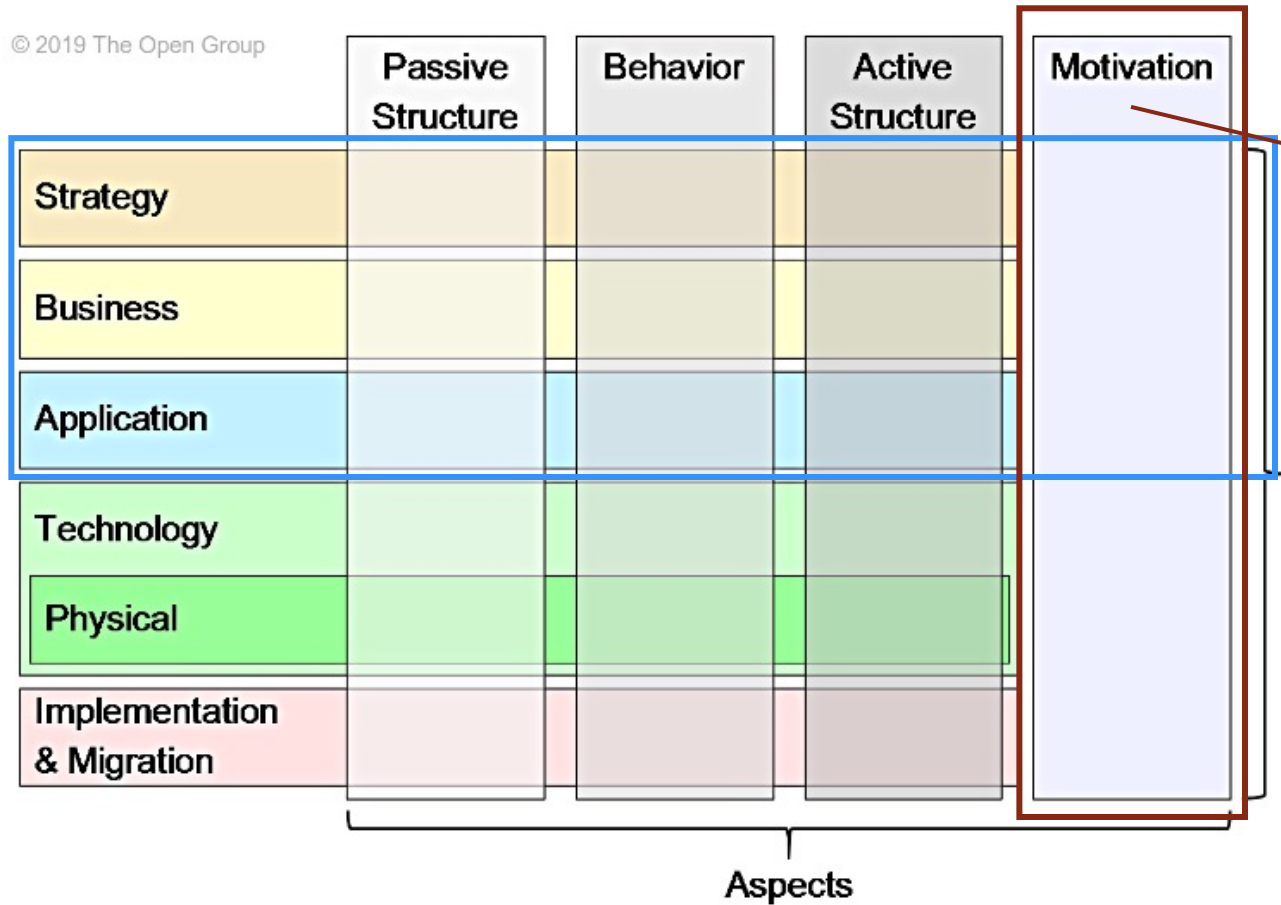 © 2019 The Open Group
Passive
Structure
Behavior
Active
Structure
Motivation
Strategy
Business
Application
Technology
Physical
Implementation
& Migration
Aspects